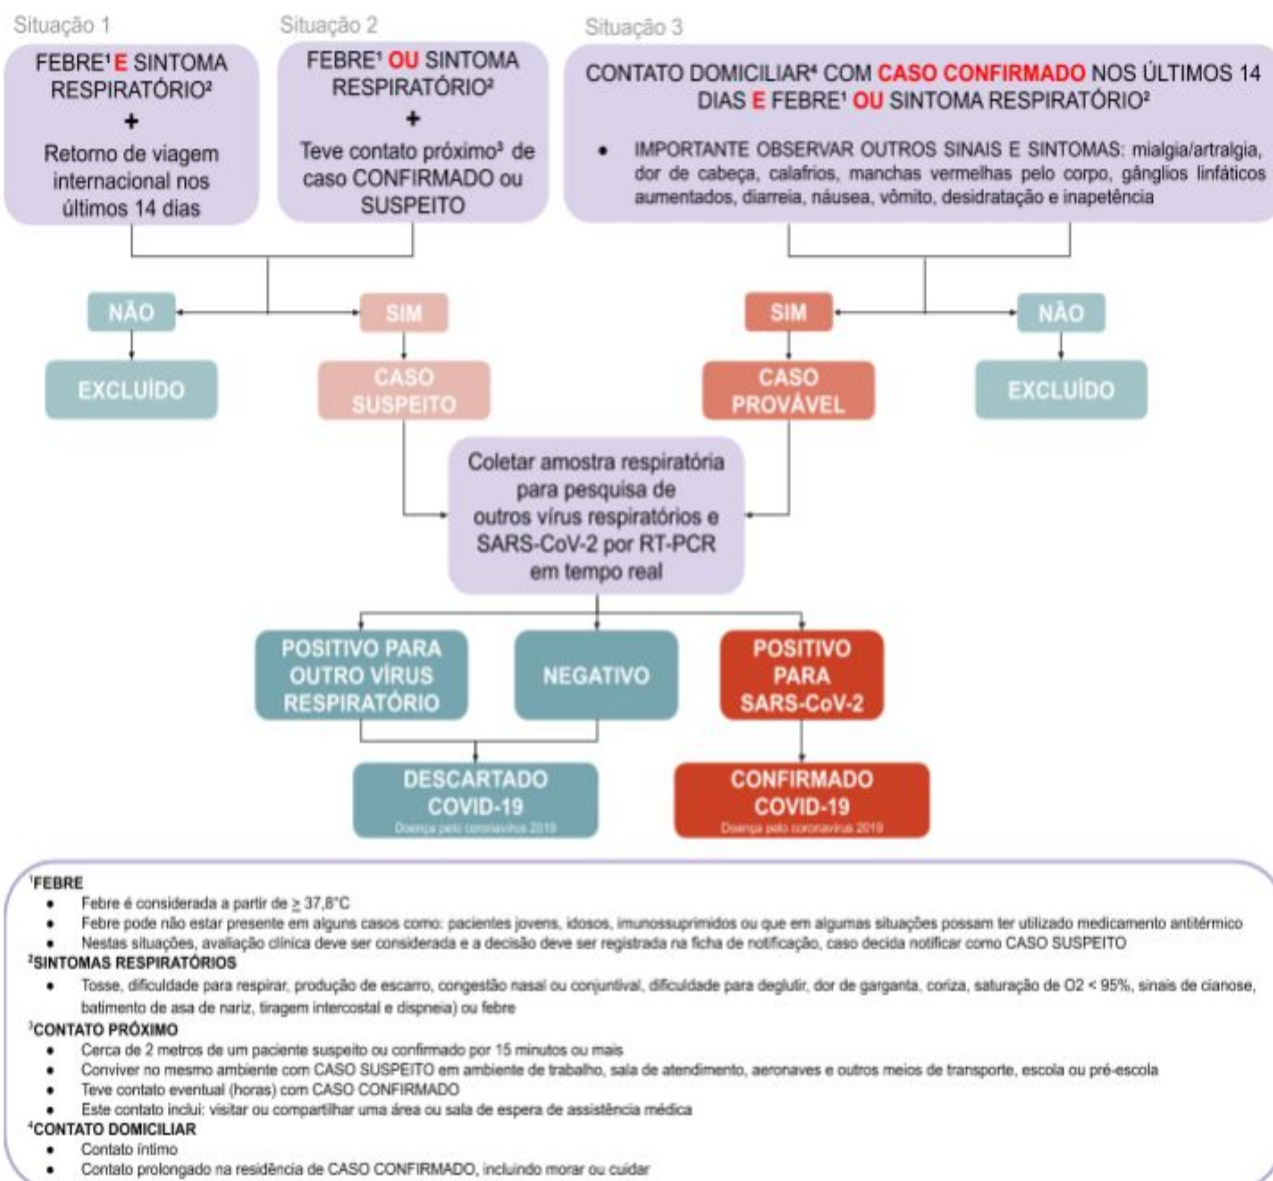 Situação 1
FEBRE¹ E SINTOMA
RESPIRATÓRIO²
+
Retorno de viagem
internacional nos
últimos 14 dias
Situação 2
FEBRE¹ OU SINTOMA
RESPIRATÓRIO²
+
Teve contato próximo³ de
caso CONFIRMADO ou
SUSPEITO
Situação 3
CONTATO DOMICILIAR⁴ COM CASO CONFIRMADO NOS ÚLTIMOS 14
DIAS E FEBRE¹ OU SINTOMA RESPIRATÓRIO²
● IMPORTANTE OBSERVAR OUTROS SINAIS E SINTOMAS: mialgia/artralgia,
dor de cabeça, calafrios, manchas vermelhas pelo corpo, gânglios linfáticos
aumentados, diarreia, náusea, vômito, desidratação e inapetência
NÃO
SIM
SIM
NÃO
EXCLUÍDO
CASO
SUSPEITO
CASO
PROVÁVEL
EXCLUÍDO
Coletar amostra respiratória
para pesquisa de
outros vírus respiratórios e
SARS-CoV-2 por RT-PCR
em tempo real
POSITIVO PARA
OUTRO VÍRUS
RESPIRATÓRIO
NEGATIVO
POSITIVO
PARA
SARS-CoV-2
DESCARTADO
COVID-19
Doença pelo coronavírus 2019
CONFIRMADO
COVID-19
Doença pelo coronavírus 2019
¹FEBRE
● Febre é considerada a partir de ≥ 37,8°C
● Febre pode não estar presente em alguns casos como: pacientes jovens, idosos, imunossuprimidos ou que em algumas situações possam ter utilizado medicamento antitérmico
● Nestas situações, avaliação clínica deve ser considerada e a decisão deve ser registrada na ficha de notificação, caso decida notificar como CASO SUSPEITO
²SINTOMAS RESPIRATÓRIOS
● Tosse, dificuldade para respirar, produção de escarro, congestão nasal ou conjuntival, dificuldade para deglutir, dor de garganta, coriza, saturação de O2 < 95%, sinais de cianose,
batimento de asa de nariz, tiragem intercostal e dispneia) ou febre
³CONTATO PRÓXIMO
● Cerca de 2 metros de um paciente suspeito ou confirmado por 15 minutos ou mais
● Conviver no mesmo ambiente com CASO SUSPEITO em ambiente de trabalho, sala de atendimento, aeronaves e outros meios de transporte, escola ou pré-escola
● Teve contato eventual (horas) com CASO CONFIRMADO
● Este contato inclui: visitar ou compartilhar uma área ou sala de espera de assistência médica
⁴CONTATO DOMICILIAR
● Contato íntimo
● Contato prolongado na residência de CASO CONFIRMADO, incluindo morar ou cuidar